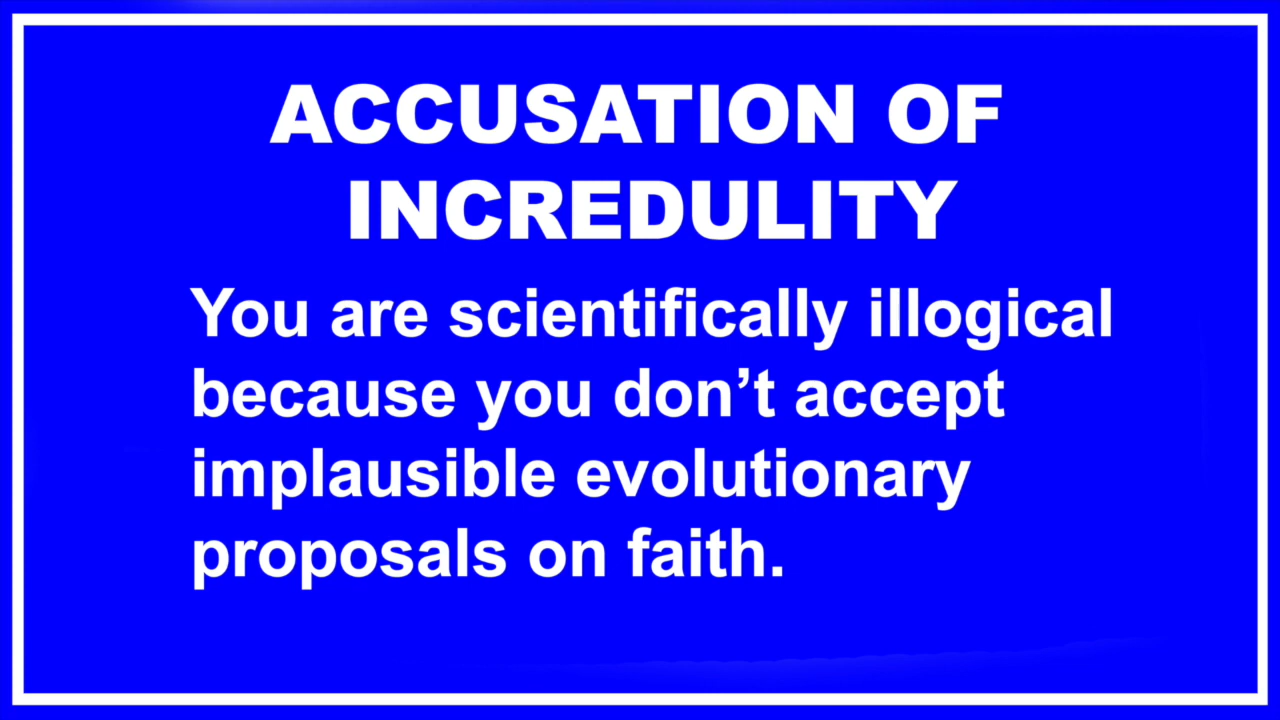 ACCUSATION OF
INCREDULITY
You are scientifically illogical
because you don’t accept
implausible evolutionary
proposals on faith.